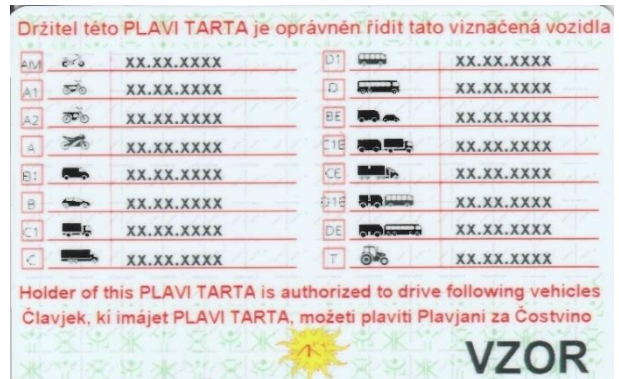 Držitel této PLAVI TARTA je oprávněn řídit tato viznačená vozidla
AM XX.XX.XXXX
A1 XX.XX.XXXX
A2 XX.XX.XXXX
A XX.XX.XXXX
B1 XX.XX.XXXX
B XX.XX.XXXX
C1 XX.XX.XXXX
C XX.XX.XXXX
D1 XX.XX.XXXX
D XX.XX.XXXX
BE XX.XX.XXXX
C1E XX.XX.XXXX
CE XX.XX.XXXX
D1E XX.XX.XXXX
DE XX.XX.XXXX
T XX.XX.XXXX
Holder of this PLAVI TARTA is authorized to drive following vehicles
Člavjek, kí imájet PLAVI TARTA, možeti plaviti Plavjani za Čostvino
VZOR